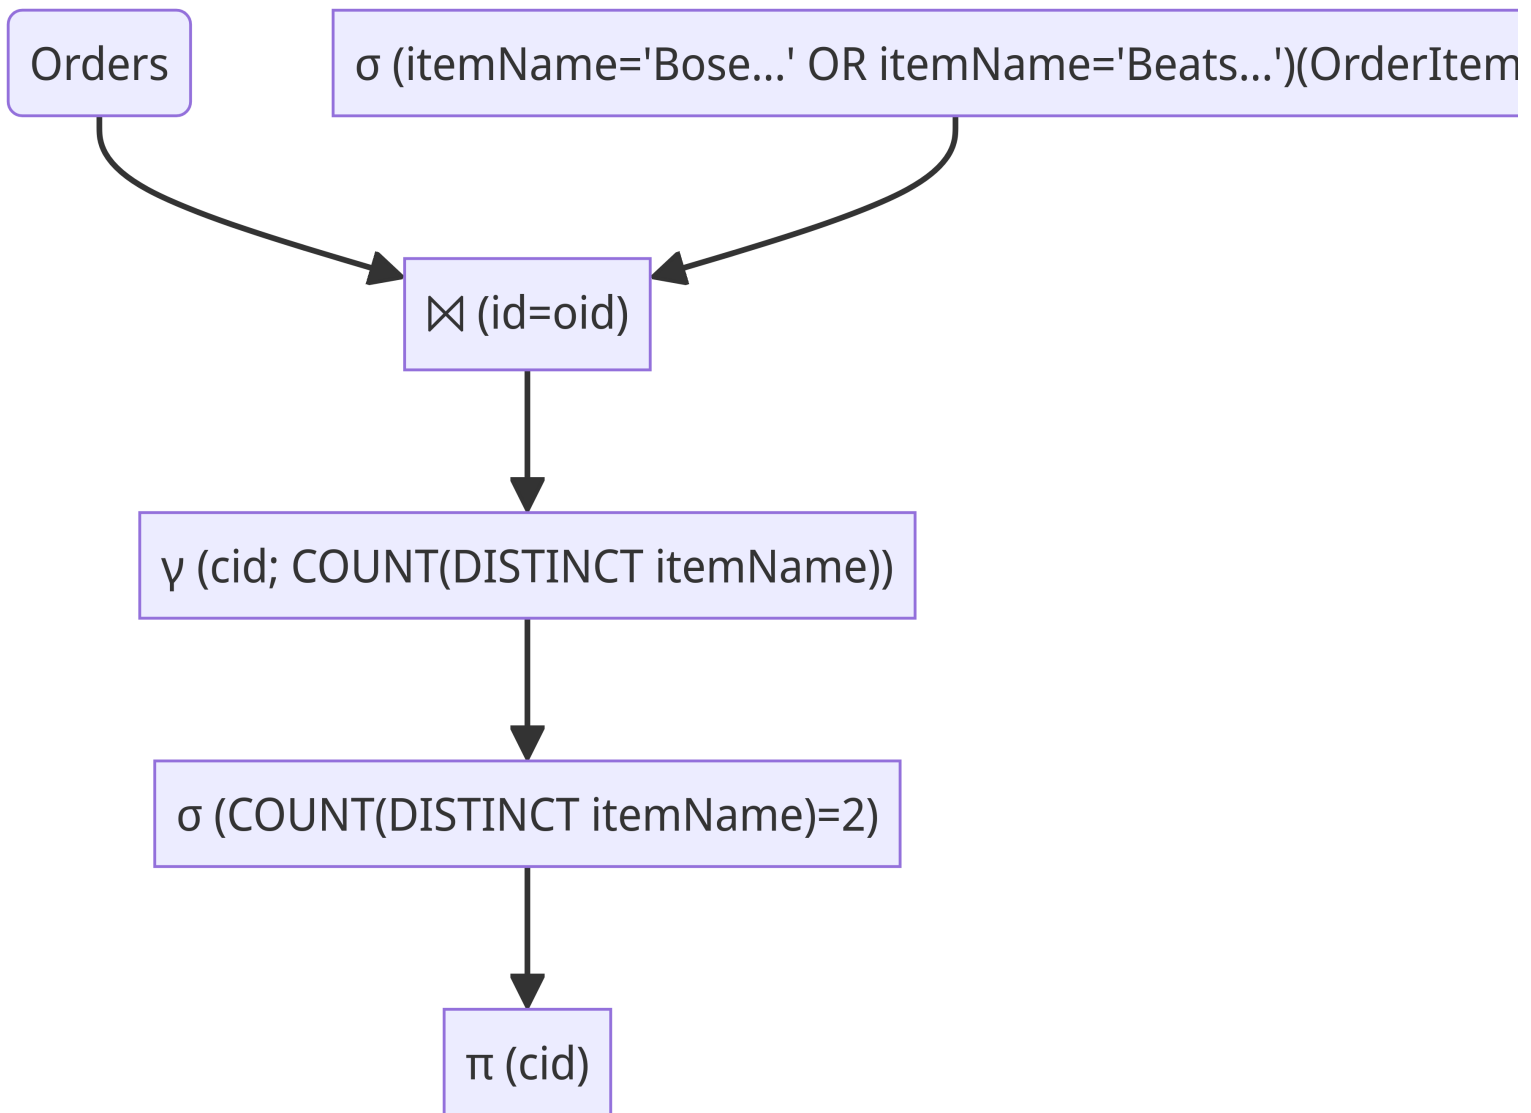 Orders
σ (itemName='Bose...' OR itemName='Beats...')(OrderItem
⋈ (id=oid)
γ (cid; COUNT(DISTINCT itemName))
σ (COUNT(DISTINCT itemName)=2)
π (cid)